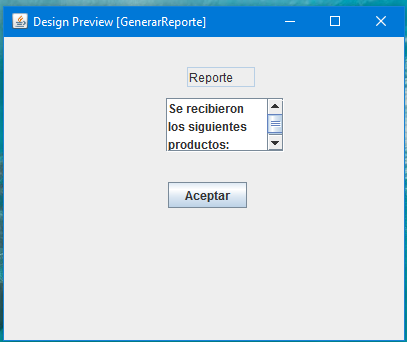 Design Preview [GenerarReporte]
Reporte
Se recibieron
los siguientes
productos:
Aceptar